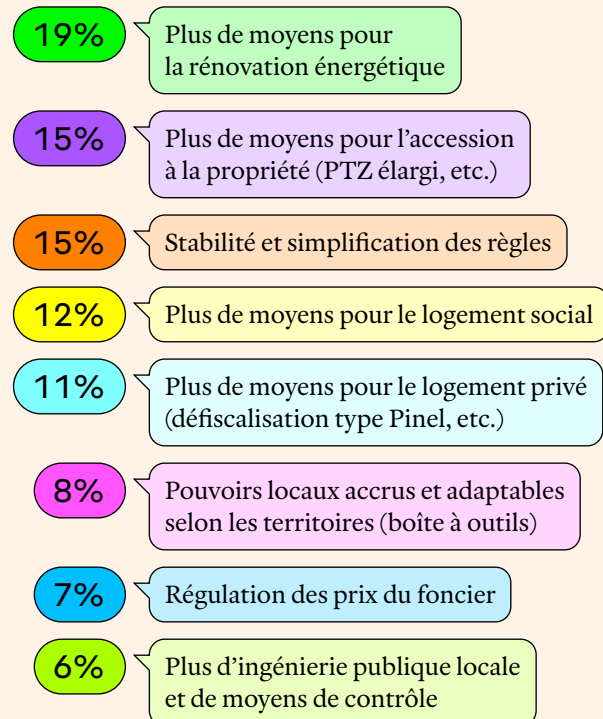 19%
Plus de moyens pour
la rénovation énergétique
15%
Plus de moyens pour l’accession
à la propriété (PTZ élargi, etc.)
15%
Stabilité et simplification des règles
12%
Plus de moyens pour le logement social
11%
Plus de moyens pour le logement privé
(défiscalisation type Pinel, etc.)
8%
Pouvoirs locaux accrus et adaptables
selon les territoires (boîte à outils)
7%
Régulation des prix du foncier
6%
Plus d’ingénierie publique locale
et de moyens de contrôle